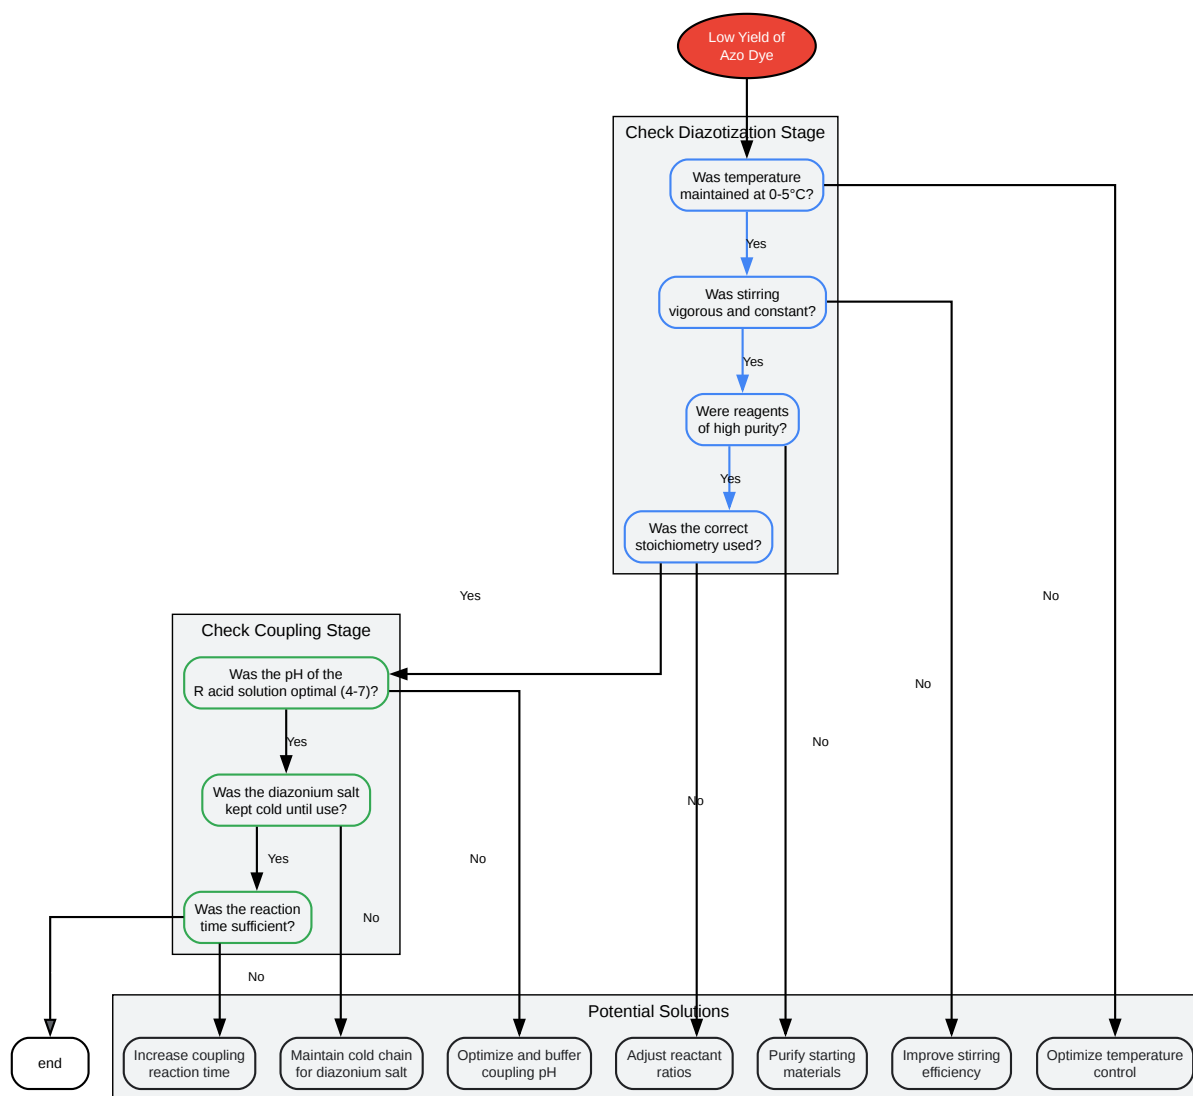 Low Yield of
Azo Dye
Check Diazotization Stage
Was temperature
maintained at 0-5°C?
Yes
Was stirring
vigorous and constant?
Yes
Were reagents
of high purity?
Yes
Was the correct
stoichiometry used?
Yes
No
Check Coupling Stage
Was the pH of the
R acid solution optimal (4-7)?
No
Yes
No
Was the diazonium salt
kept cold until use?
No
Yes
No
Was the reaction
time sufficient?
No
No
Potential Solutions
end
Increase coupling
reaction time
Maintain cold chain
for diazonium salt
Optimize and buffer
coupling pH
Adjust reactant
ratios
Purify starting
materials
Improve stirring
efficiency
Optimize temperature
control